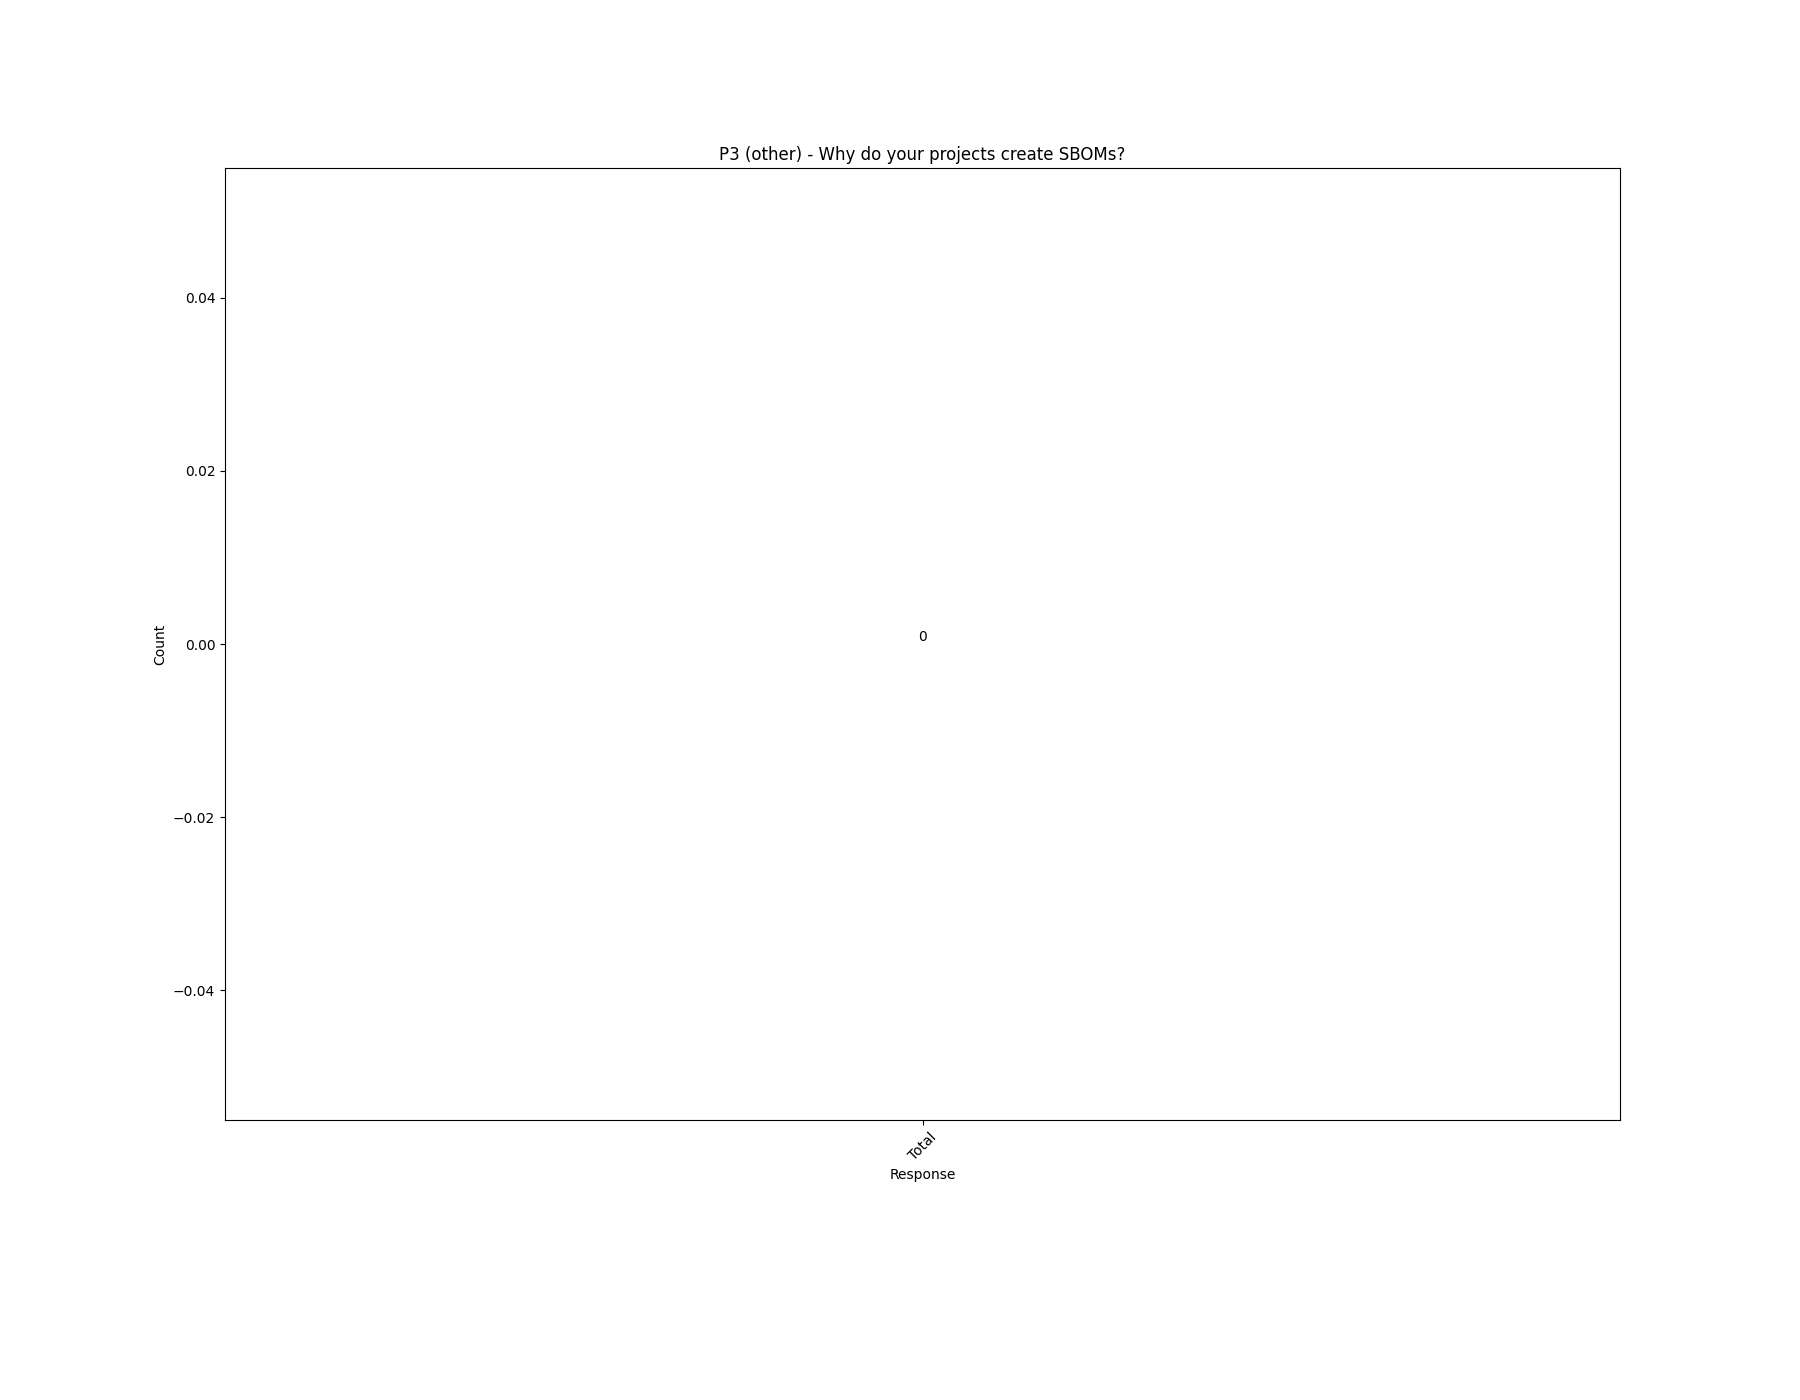 P3 (other) - Why do your projects create SBOMs?
0.04
0.02
0.00
−0.02
−0.04
Count
0
Total
Response